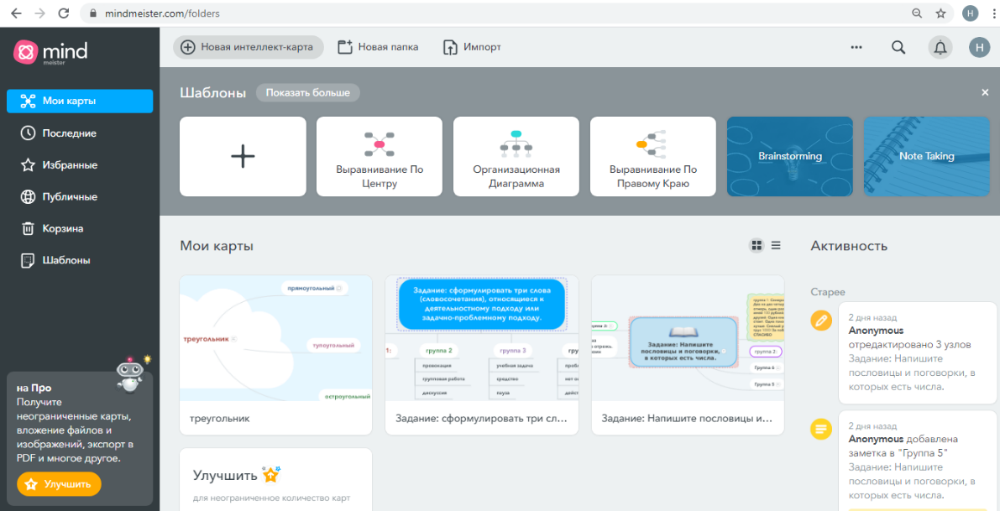 mindmeister.com/folders
H
mind
meister
Новая интеллект-карта
Новая папка
Импорт
H
Мои карты
Последние
Избранные
Публичные
Корзина
Шаблоны
на Про
Получите
неограниченные карты,
вложение файлов и
изображений, экспорт в
PDF и многое другое.
Улучшить
Шаблоны
Показать больше
Выравнивание По
Центру
Организационная
Диаграмма
Выравнивание По
Правому Краю
Brainstorming
Note Taking
Мои карты
прямоугольный
треугольник
тупоугольный
остроугольный
треугольник
Задание: сформулировать три слова
(словосочетания), относящиеся к
деятельностному подходу или
задачно-проблемному подходу.
1:
группа 2
группа 3
гру
провокация
учебная задача
групповая работа
средство
дискуссия
пауза
Задание: сформулировать три сл...
Задание: Напишите
пословицы и поговорки,
в которых есть числа.
группа 2:
Группа 6
Группа 5
Задание: Напишите пословицы и...
Улучшить
для неограниченное количество карт
Активность
Старее
2 дня назад
Anonymous
отредактировано 3 узлов
Задание: Напишите
пословицы и поговорки, в
которых есть числа.
2 дня назад
Anonymous добавлена
заметка в "Группа 5"
Задание: Напишите
пословицы и поговорки, в
которых есть числа.